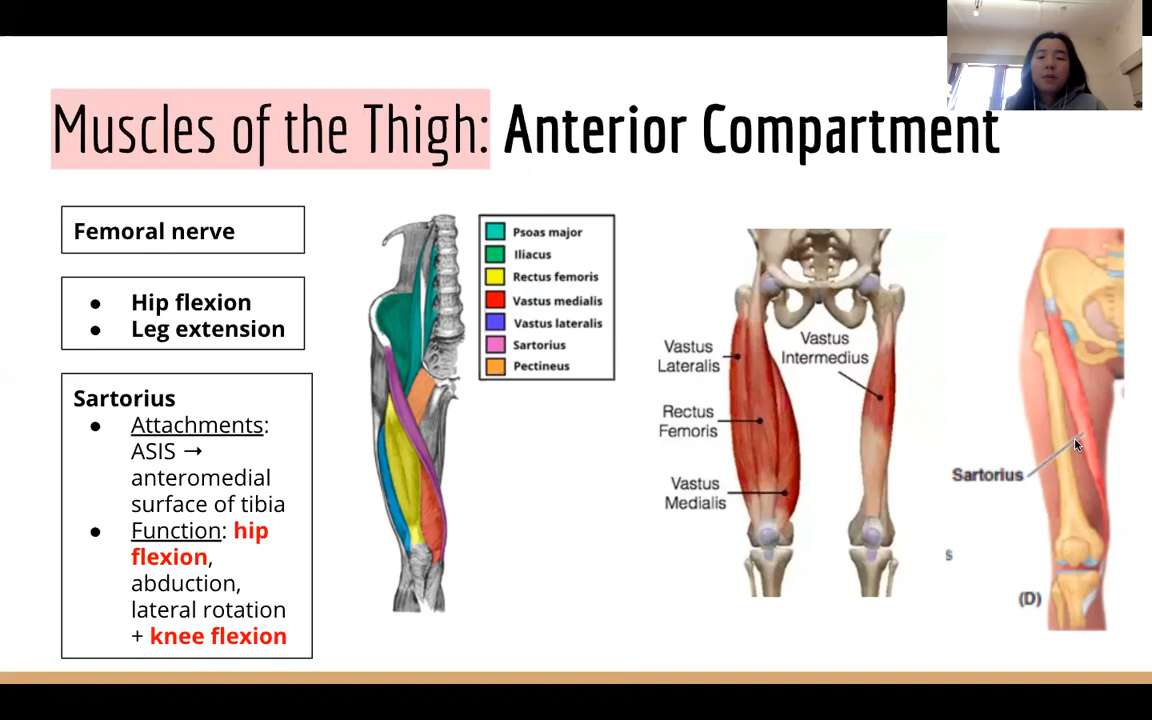 Muscles of the Thigh: Anterior Compartment
Femoral nerve
● Hip flexion
● Leg extension
Sartorius
● Attachments:
ASIS →
anteromedial
surface of tibia
● Function: hip
flexion,
abduction,
lateral rotation
+ knee flexion
Psoas major
Iliacus
Rectus femoris
Vastus medialis
Vastus lateralis
Sartorius
Pectineus
Vastus
Lateralis
Rectus
Femoris
Vastus
Medialis
Vastus
Intermedius
Sartorius
s
(D)